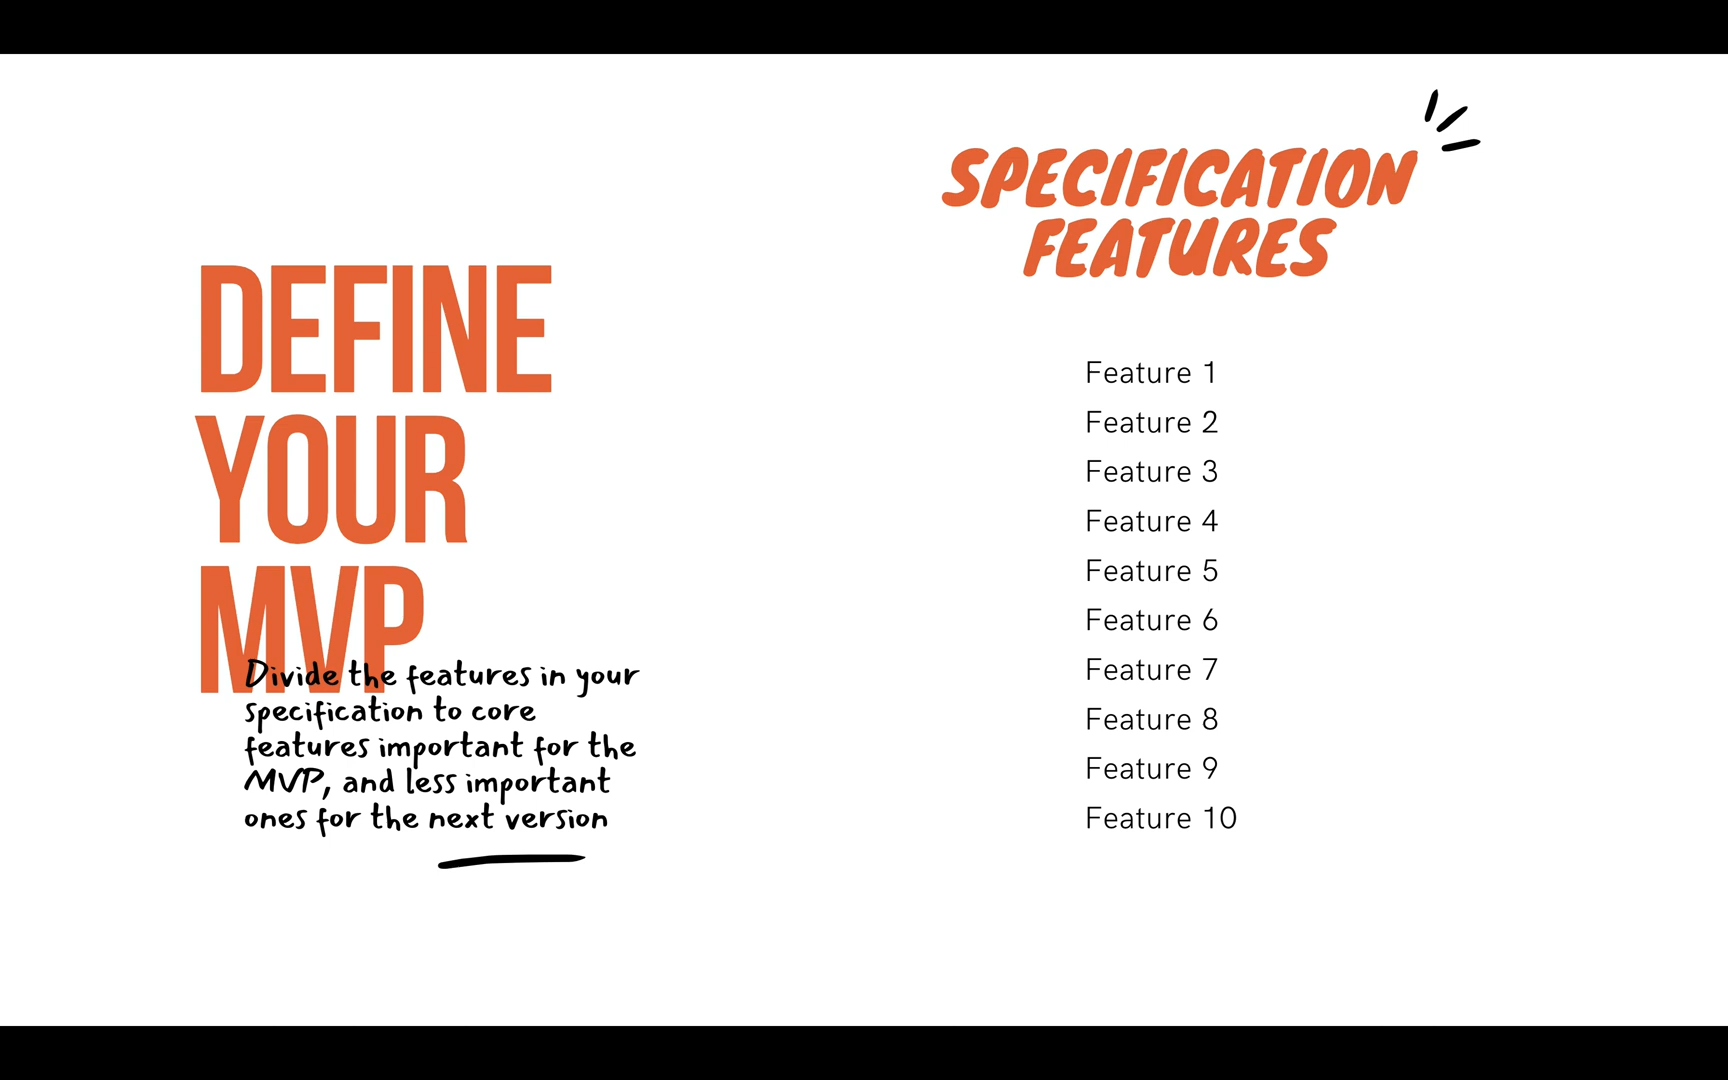 DEFINE
YOUR
MVP
Divide the features in your
specification to core
features important for the
MVP, and less important
ones for the next version
SPECIFICATION
FEATURES
Feature 1
Feature 2
Feature 3
Feature 4
Feature 5
Feature 6
Feature 7
Feature 8
Feature 9
Feature 10